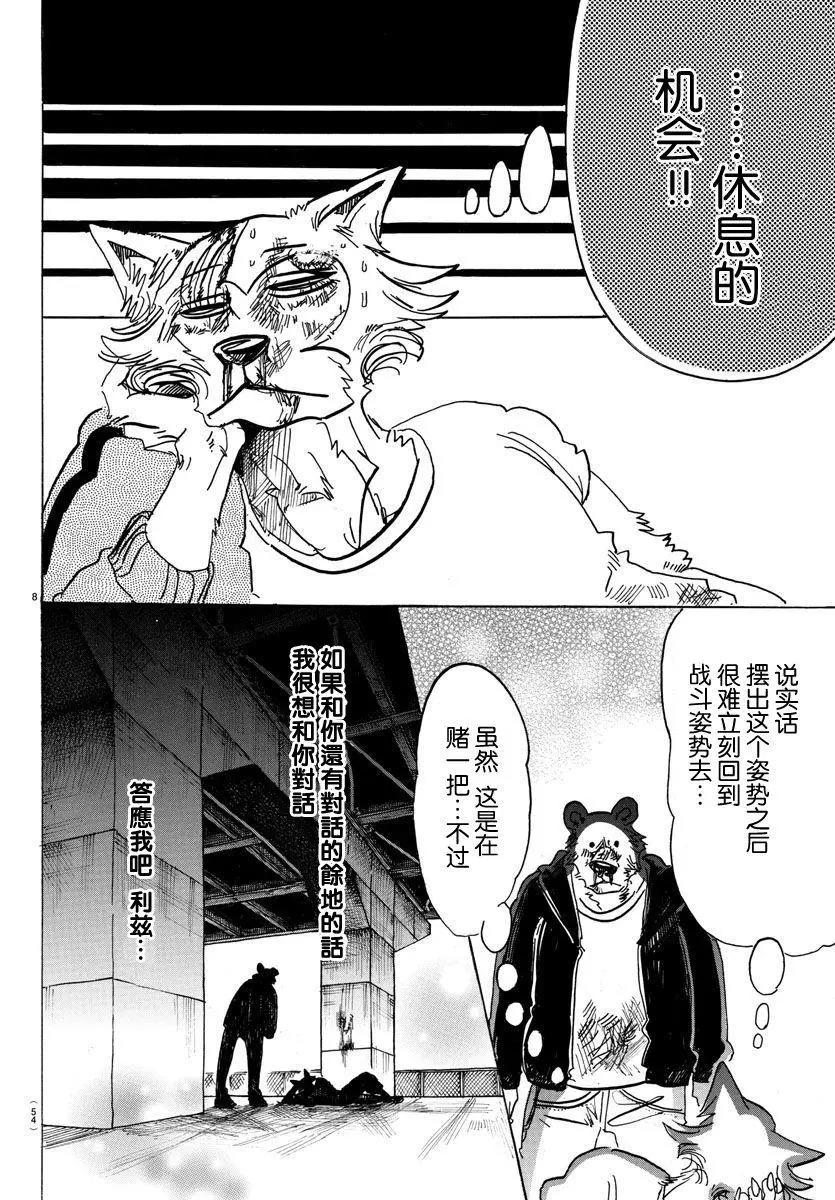 ………休息的
机会!!
说实话
摆出这个姿势之后
很难立刻回到
战斗姿势去…
虽然 这是在
赌一把…不过
如果和你還有對話的餘地的話
我很想和你對話
答應我吧 利兹…
8
(54)